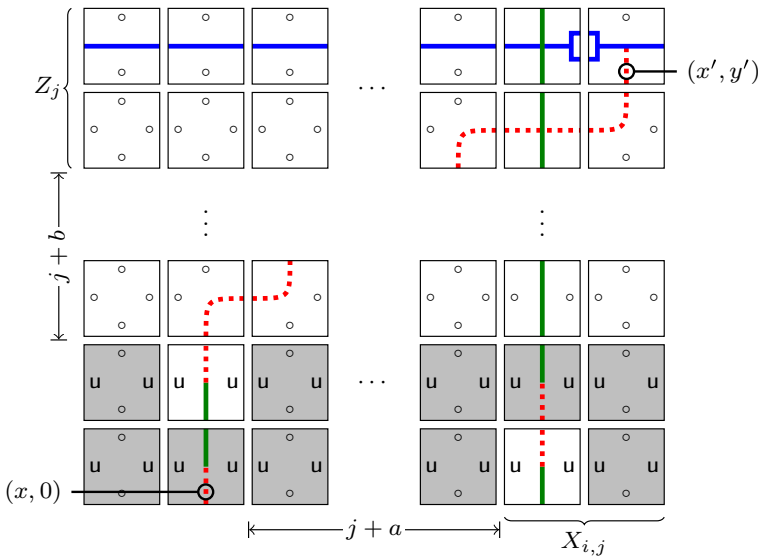 Z_j
(x′, y′)
⋯
j + b
⋮ ⋮
u u u u u ⋯ u u u u u
u u u u u u u u u u u
(x, 0)
j + a
X_{i,j}